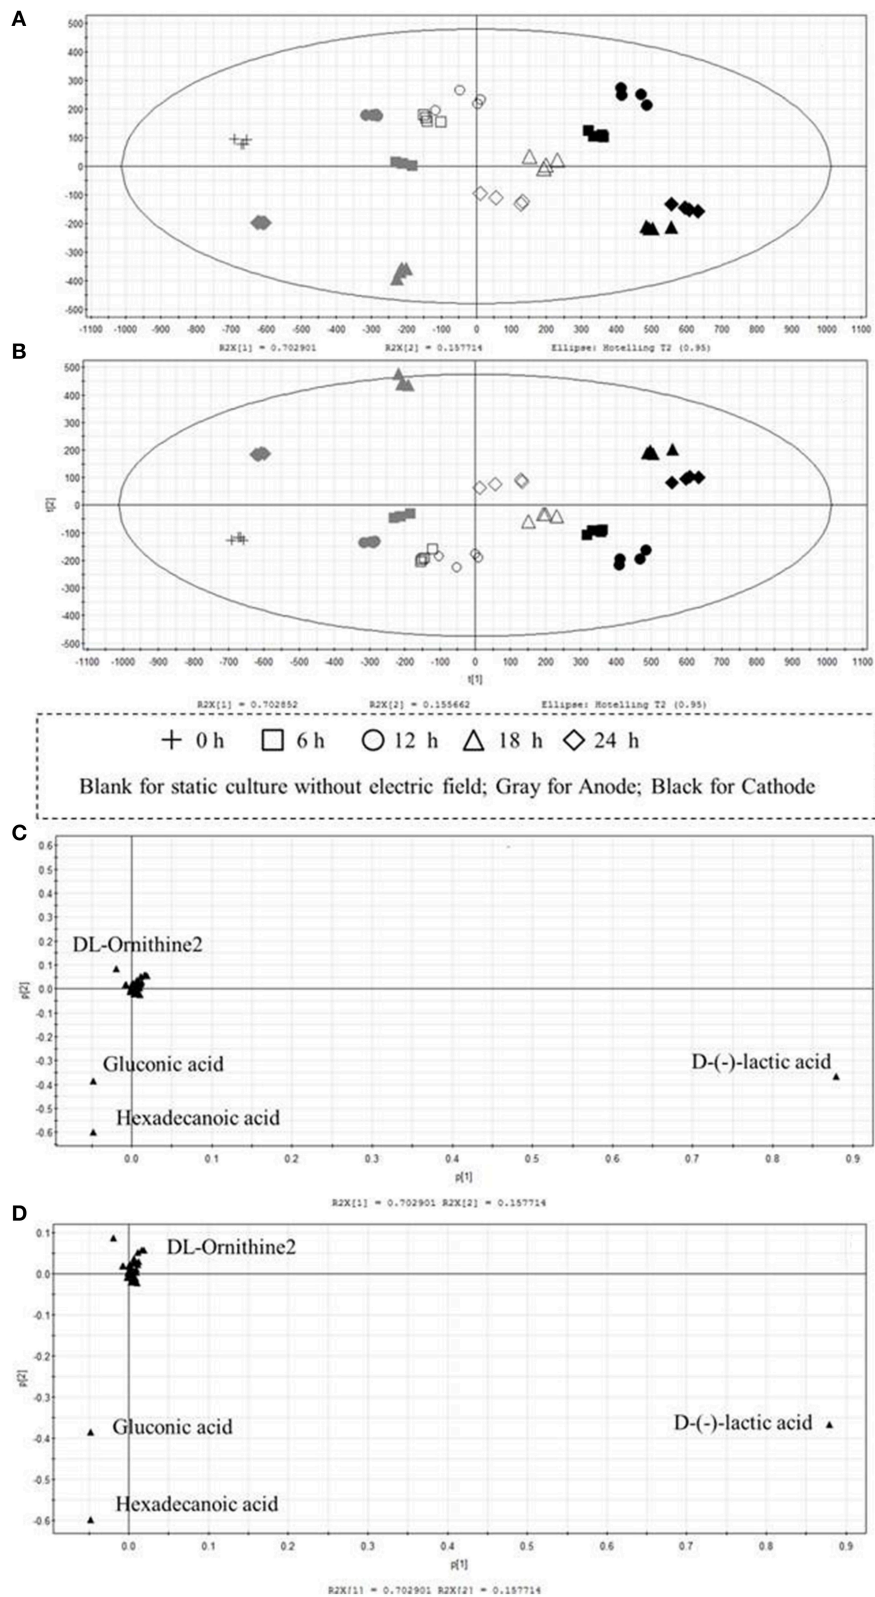 A
500
400
300
200
100
0
-100
-200
-300
-400
-500
-1100 -1000 -900 -800 -700 -600 -500 -400 -300 -200 -100 0 100 200 300 400 500 600 700 800 900 1000 1100
R2X[1] = 0.702901 R2X[2] = 0.157714 Ellipse: Hotelling T2 (0.95)
B
500
400
300
200
100
0
-100
-200
-300
-400
-500
t[2]
-1100 -1000 -900 -800 -700 -600 -500 -400 -300 -200 -100 0 100 200 300 400 500 600 700 800 900 1000 1100
t[1]
R2X[1] = 0.702852 R2X[2] = 0.155662 Ellipse: Hotelling T2 (0.95)
0 h 6 h 12 h 18 h 24 h
Blank for static culture without electric field; Gray for Anode; Black for Cathode
C
0.6
0.5
0.4
0.3
0.2
0.1
0.0
-0.1
-0.2
-0.3
-0.4
-0.5
-0.6
p[2]
DL-Ornithine2
Gluconic acid
D-(-)-lactic acid
Hexadecanoic acid
0.0 0.1 0.2 0.3 0.4 0.5 0.6 0.7 0.8 0.9
p[1]
R2X[1] = 0.702901 R2X[2] = 0.157714
D
0.1
0.0
-0.1
-0.2
-0.3
-0.4
-0.5
-0.6
p[2]
DL-Ornithine2
Gluconic acid
D-(-)-lactic acid
Hexadecanoic acid
0.0 0.1 0.2 0.3 0.4 0.5 0.6 0.7 0.8 0.9
p[1]
R2X[1] = 0.702901 R2X[2] = 0.157714